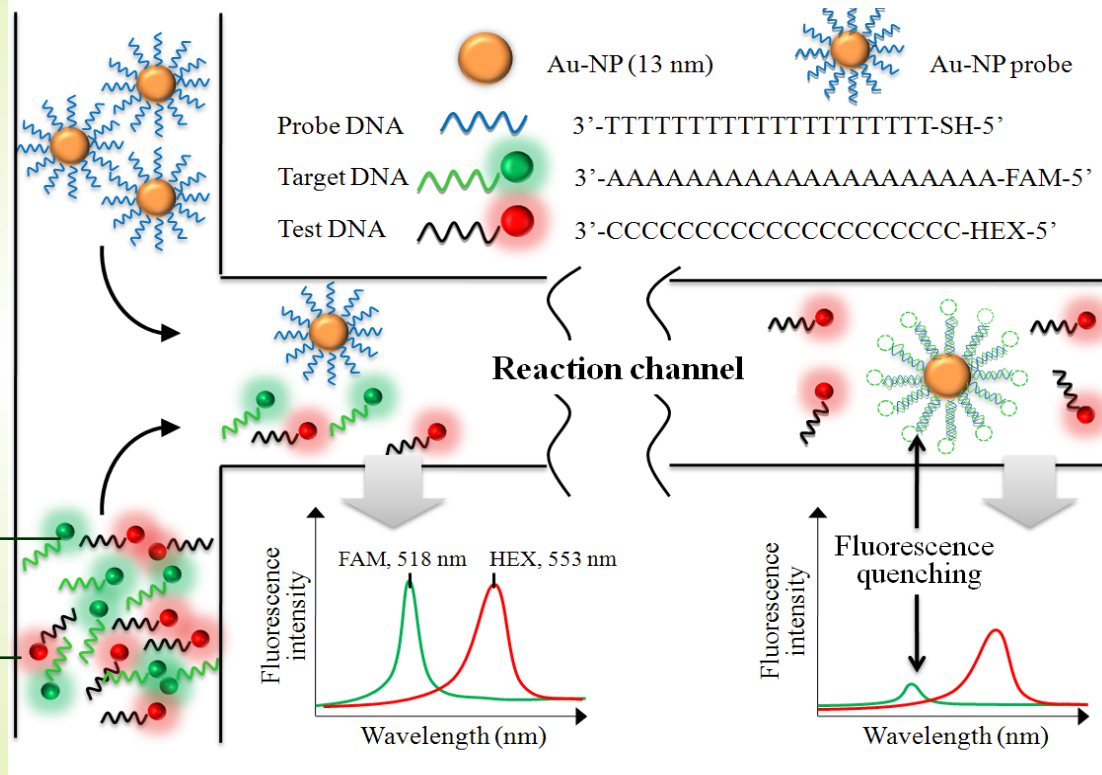 Au-NP (13 nm)
Au-NP probe
Probe DNA
3’-TTTTTTTTTTTTTTTTTTTT-SH-5’
Target DNA
3’-AAAAAAAAAAAAAAAAAAAA-FAM-5’
Test DNA
3’-CCCCCCCCCCCCCCCCCCCC-HEX-5’
Reaction channel
FAM, 518 nm
HEX, 553 nm
Fluorescence
intensity
Wavelength (nm)
Fluorescence
quenching
Fluorescence
intensity
Wavelength (nm)